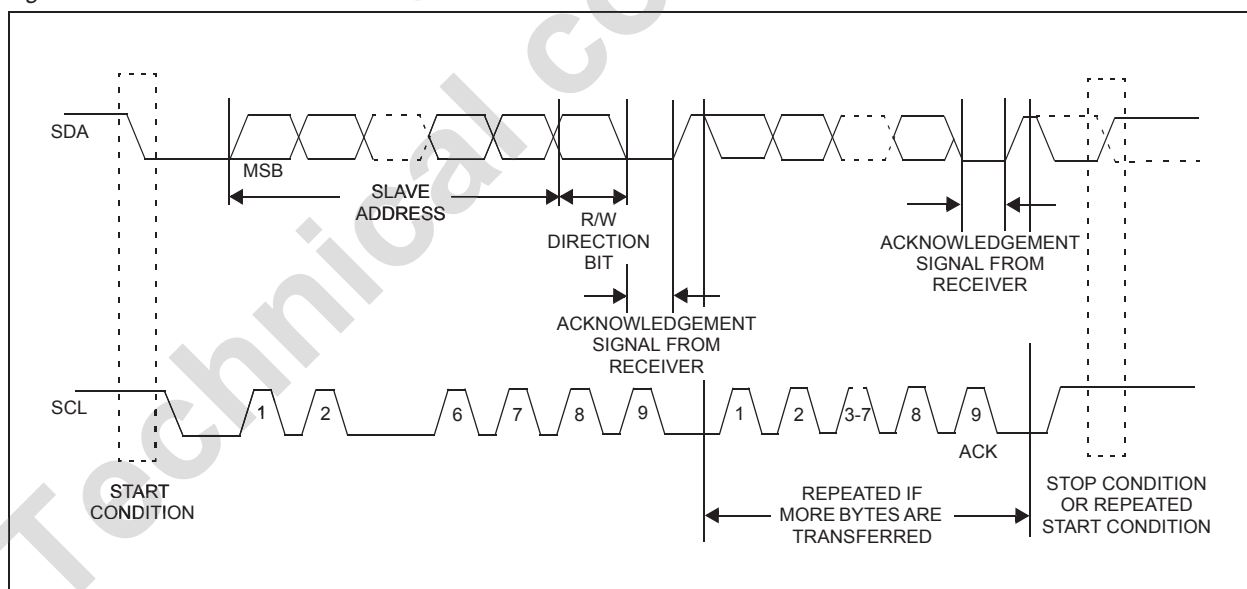 SDA
MSB
SLAVE
ADDRESS
R/W
DIRECTION
BIT
ACKNOWLEDGEMENT
SIGNAL FROM
RECEIVER
ACKNOWLEDGEMENT
SIGNAL FROM
RECEIVER
SCL
1
2
6
7
8
9
1
2
3-7
8
9
ACK
START
CONDITION
REPEATED IF
MORE BYTES ARE
TRANSFERRED
STOP CONDITION
OR REPEATED
START CONDITION
Technical co